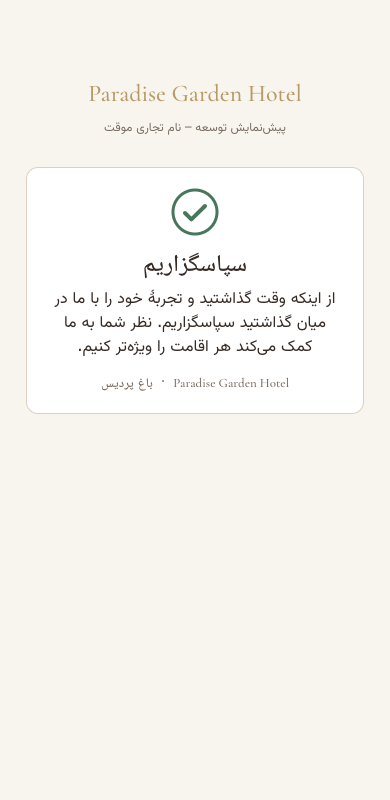 Paradise Garden Hotel
پیش‌نمایش توسعه – نام تجاری موقت
سپاسگزاریم
از اینکه وقت گذاشتید و تجربهٔ خود را با ما در
میان گذاشتید سپاسگزاریم. نظر شما به ما
کمک می‌کند هر اقامت را ویژه‌تر کنیم.
Paradise Garden Hotel · باغ پردیس